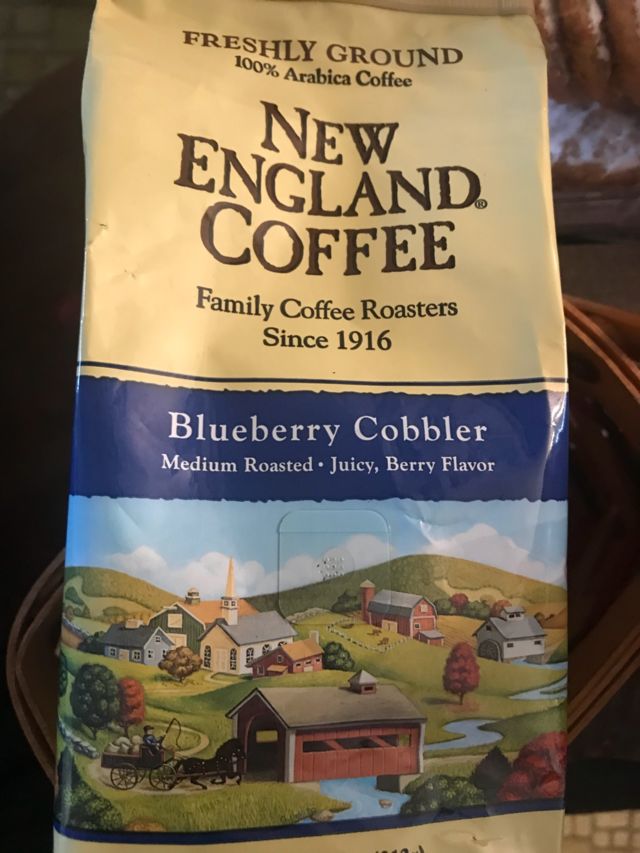 FRESHLY GROUND
100% Arabica Coffee
NEW
ENGLAND®
COFFEE
Family Coffee Roasters
Since 1916
Blueberry Cobbler
Medium Roasted • Juicy, Berry Flavor